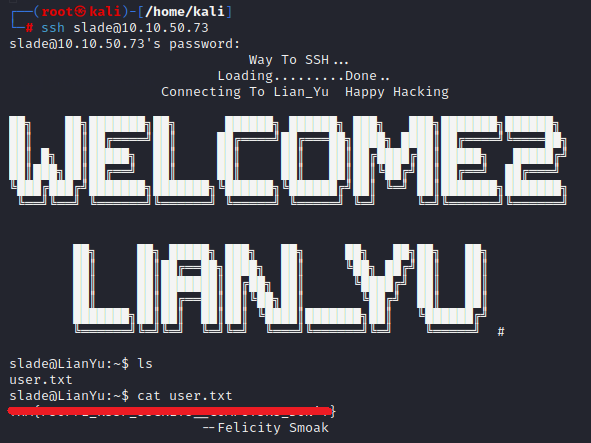 (root㉿kali)-[/home/kali]
# ssh slade@10.10.50.73
slade@10.10.50.73's password:
Way To SSH...
Loading.........Done..
Connecting To Lian_Yu  Happy Hacking
WELCOME2
LIAN_YU
#
slade@LianYu:~$ ls
user.txt
slade@LianYu:~$ cat user.txt
}
--Felicity Smoak